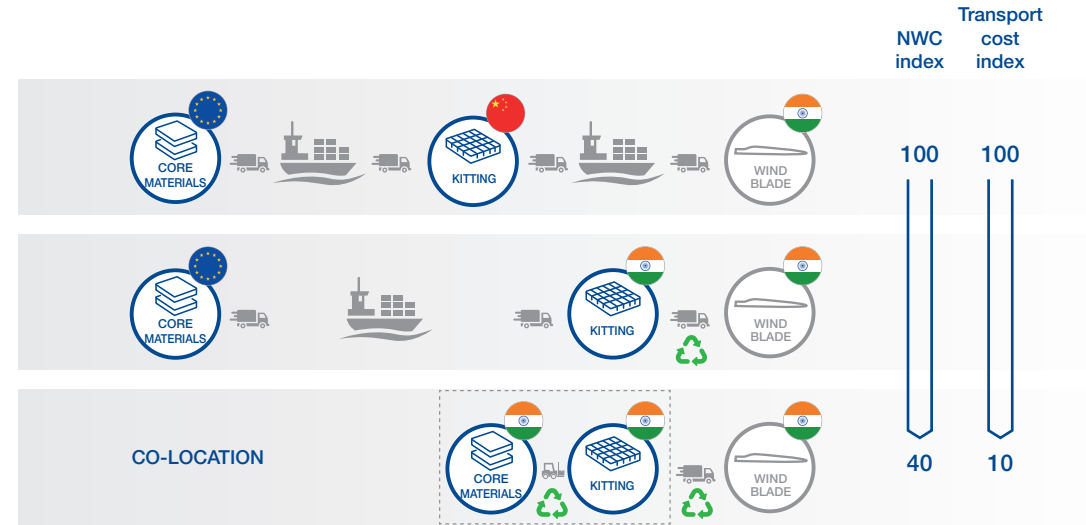 NWC
index
Transport
cost
index
CORE
MATERIALS
KITTING
WIND
BLADE
100
100
CORE
MATERIALS
KITTING
WIND
BLADE
CO-LOCATION
CORE
MATERIALS
KITTING
WIND
BLADE
40
10